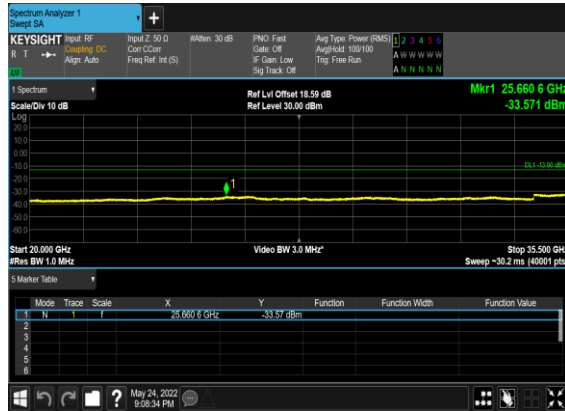 Spectrum Analyzer 1
Swept SA
+
KEYSIGHT Input: RF Input Z: 50 Ω #Atten: 30 dB PNO: Fast Avg Type: Power (RMS) 1 2 3 4 5 6
R T Coupling: DC Corr CCorr Gate: Off Avg|Hold: 100/100 A W W W W W
Align: Auto Freq Ref: Int (S) IF Gain: Low Trig: Free Run
Sig Track: Off A N N N N N
1 Spectrum
Scale/Div 10 dB
Ref Lvl Offset 18.59 dB
Ref Level 30.00 dBm
Mkr1 25.660 6 GHz
-33.571 dBm
Log
20.0
10.0
0.00
-10.0
DL1 -13.00 dBm
-20.0
1
-30.0
-40.0
-50.0
-60.0
Start 20.000 GHz Video BW 3.0 MHz* Stop 35.500 GHz
#Res BW 1.0 MHz Sweep ~30.2 ms (40001 pts)
5 Marker Table
Mode Trace Scale X Y Function Function Width Function Value
1 N 1 f 25.660 6 GHz -33.57 dBm
2
3
4
5
6
? May 24, 2022
9:08:34 PM